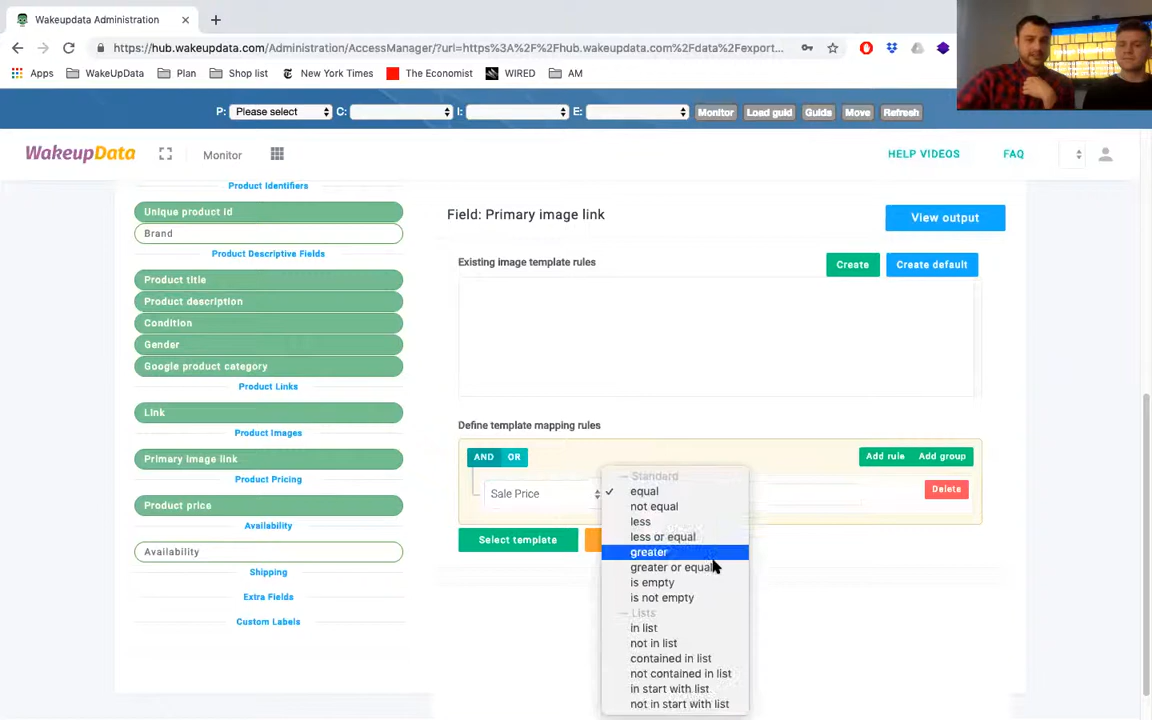 Wakeupdata Administration
https://hub.wakeupdata.com/Administration/AccessManager/?url=https%3A%2F%2Fhub.wakeupdata.com%2Fdata%2Fexport...
Apps WakeUpData Plan Shop list New York Times The Economist WIRED AM
P: Please select C: I: E: Monitor Load guid Guids Move Refresh
WakeupData Monitor HELP VIDEOS FAQ
Product Identifiers
Unique product id
Brand
Product Descriptive Fields
Product title
Product description
Condition
Gender
Google product category
Product Links
Link
Product Images
Primary image link
Product Pricing
Product price
Availability
Availability
Shipping
Extra Fields
Custom Labels
Field: Primary image link View output
Existing image template rules Create Create default
Define template mapping rules
AND OR Add rule Add group
Sale Price Delete
Select template
Standard
✓ equal
not equal
less
less or equal
greater
greater or equal
is empty
is not empty
Lists
in list
not in list
contained in list
not contained in list
in start with list
not in start with list